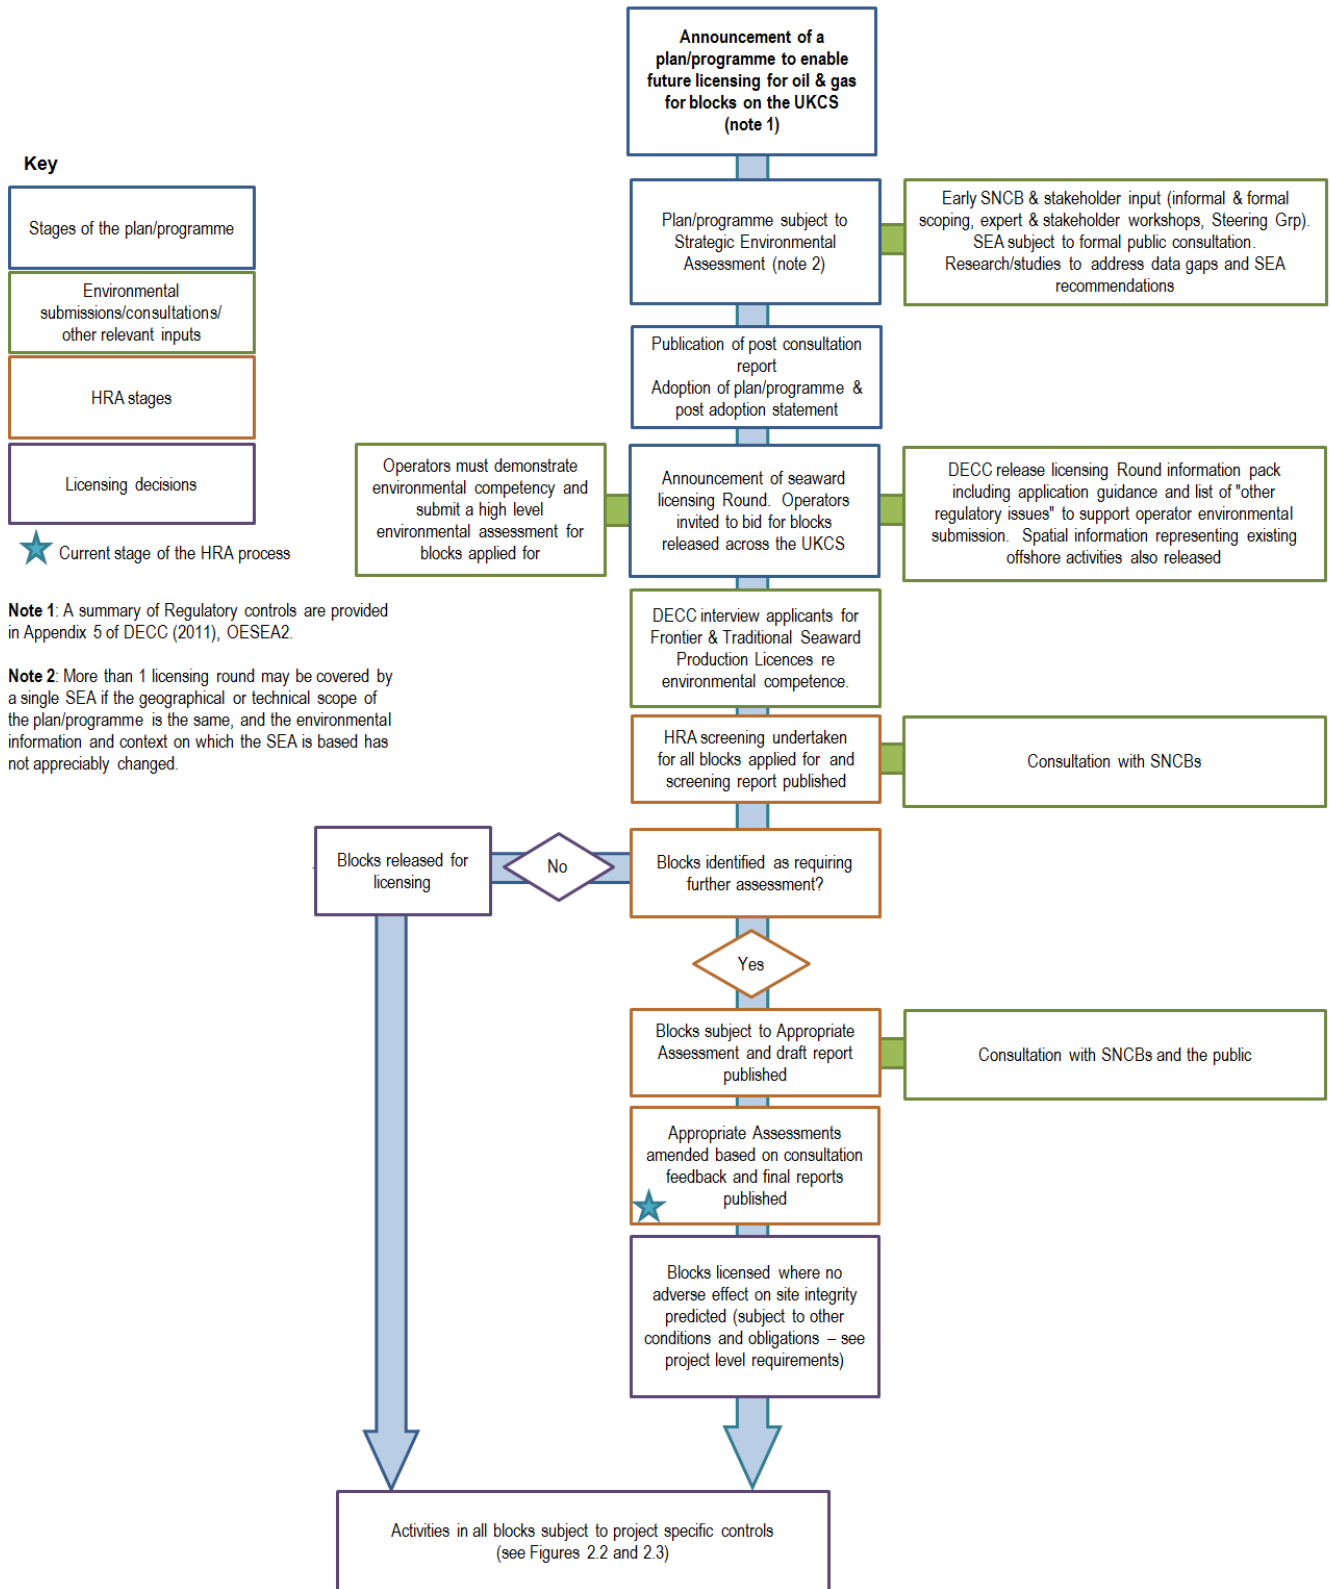 Announcement of a
plan/programme to enable
future licensing for oil & gas
for blocks on the UKCS
(note 1)
Key
Stages of the plan/programme
Environmental
submissions/consultations/
other relevant inputs
HRA stages
Licensing decisions
Current stage of the HRA process
Note 1: A summary of Regulatory controls are provided
in Appendix 5 of DECC (2011), OESEA2.
Note 2: More than 1 licensing round may be covered by
a single SEA if the geographical or technical scope of
the plan/programme is the same, and the environmental
information and context on which the SEA is based has
not appreciably changed.
Plan/programme subject to
Strategic Environmental
Assessment (note 2)
Early SNCB & stakeholder input (informal & formal
scoping, expert & stakeholder workshops, Steering Grp).
SEA subject to formal public consultation.
Research/studies to address data gaps and SEA
recommendations
Publication of post consultation
report
Adoption of plan/programme &
post adoption statement
Operators must demonstrate
environmental competency and
submit a high level
environmental assessment for
blocks applied for
Announcement of seaward
licensing Round. Operators
invited to bid for blocks
released across the UKCS
DECC release licensing Round information pack
including application guidance and list of "other
regulatory issues" to support operator environmental
submission. Spatial information representing existing
offshore activities also released
DECC interview applicants for
Frontier & Traditional Seaward
Production Licences re
environmental competence.
HRA screening undertaken
for all blocks applied for and
screening report published
Consultation with SNCBs
Blocks released for
licensing
No
Blocks identified as requiring
further assessment?
Yes
Blocks subject to Appropriate
Assessment and draft report
published
Consultation with SNCBs and the public
Appropriate Assessments
amended based on consultation
feedback and final reports
published
Blocks licensed where no
adverse effect on site integrity
predicted (subject to other
conditions and obligations – see
project level requirements)
Activities in all blocks subject to project specific controls
(see Figures 2.2 and 2.3)